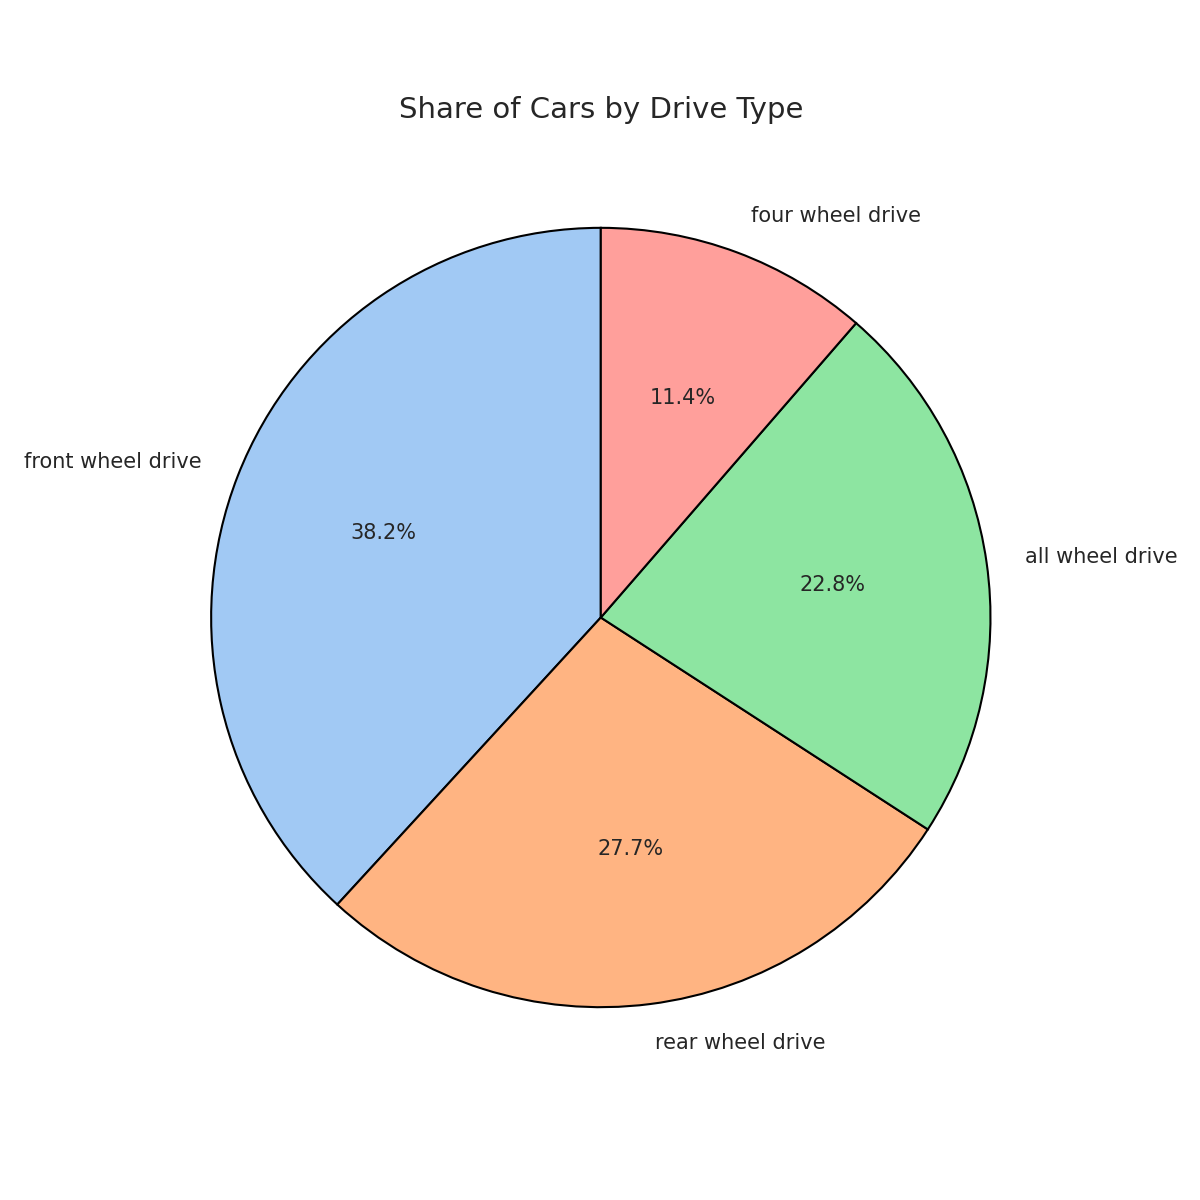 Share of Cars by Drive Type
four wheel drive
11.4%
front wheel drive
38.2%
all wheel drive
22.8%
27.7%
rear wheel drive